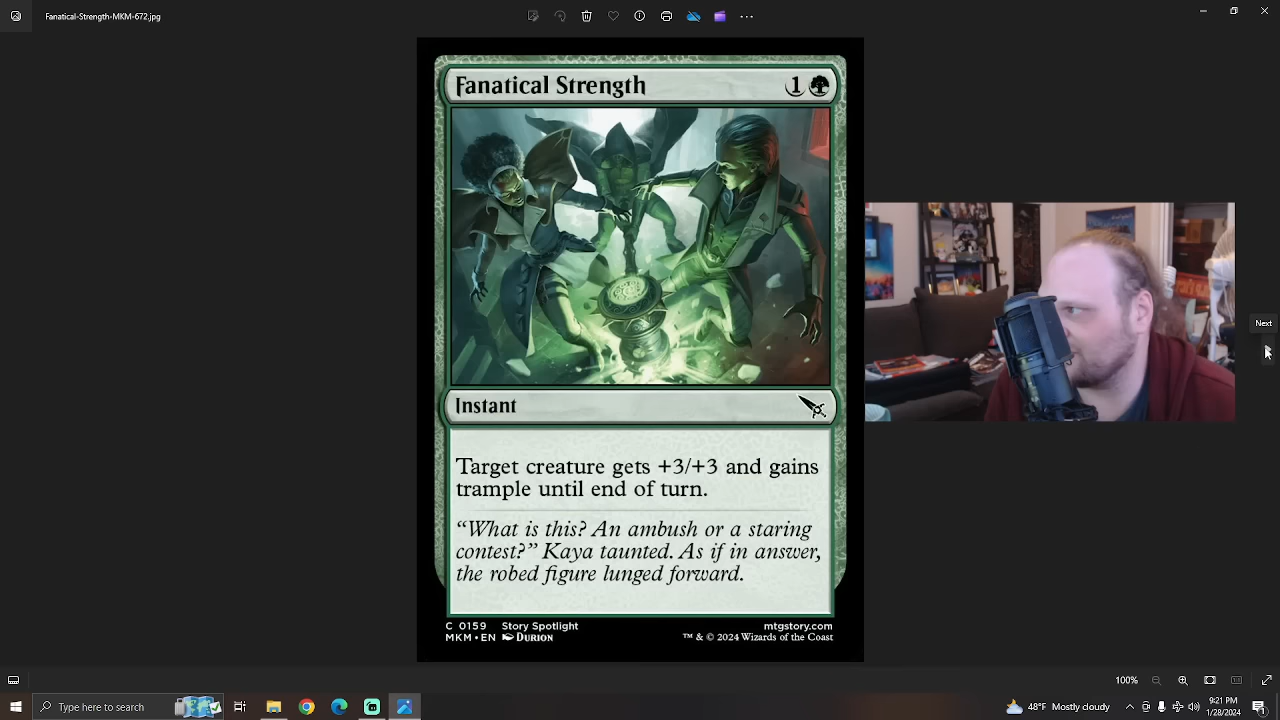 Fanatical-Strength-MKM-672.jpg
Fanatical Strength 1
Instant
Target creature gets +3/+3 and gains
trample until end of turn.
“What is this? An ambush or a staring
contest?” Kaya taunted. As if in answer,
the robed figure lunged forward.
C 0159 Story Spotlight mtgstory.com
MKM • EN DURION ™ & © 2024 Wizards of the Coast
Next
100%
Type here to search
48°F Mostly cloudy
9:21 PM
1/28/2024